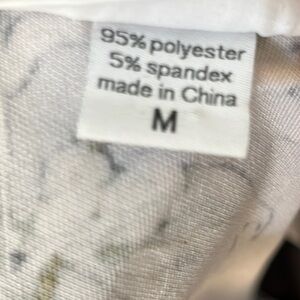 95% polyester
5% spandex
made in China
M